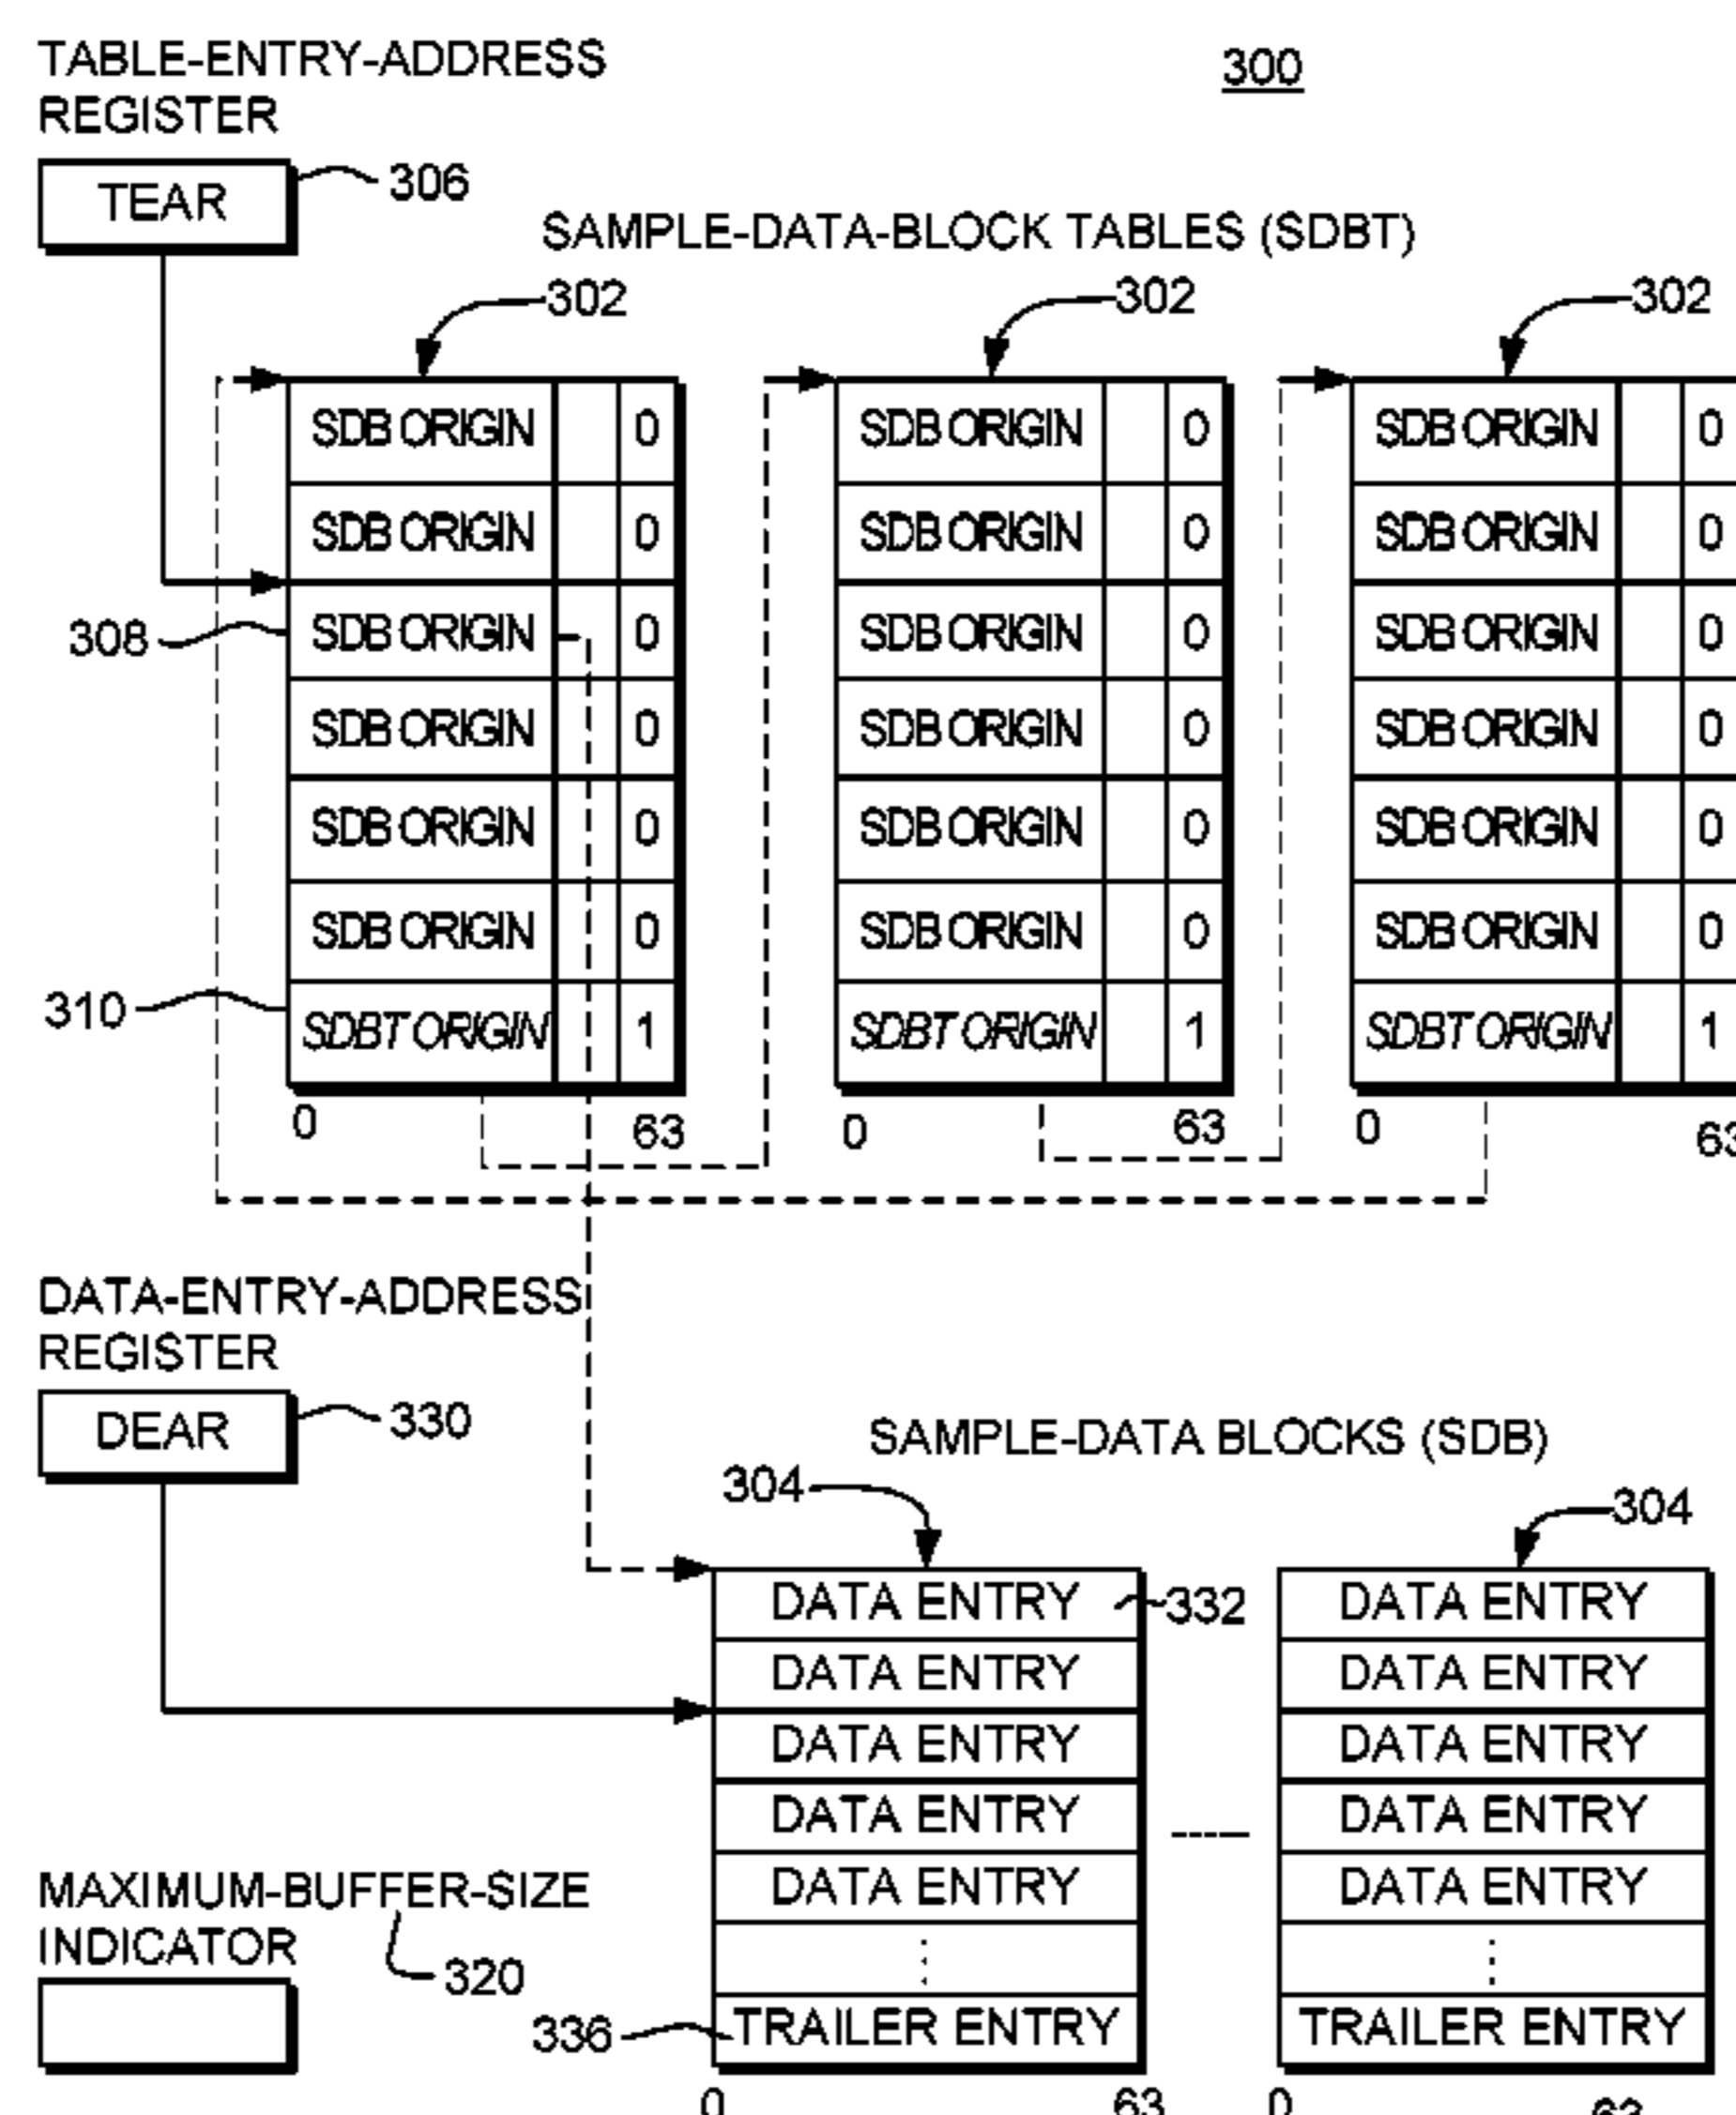 TABLE-ENTRY-ADDRESS
REGISTER
300
TEAR
306
SAMPLE-DATA-BLOCK TABLES (SDBT)
302 302 302
SDB ORIGIN 0 SDB ORIGIN 0 SDB ORIGIN 0
SDB ORIGIN 0 SDB ORIGIN 0 SDB ORIGIN 0
308 SDB ORIGIN 0 SDB ORIGIN 0 SDB ORIGIN 0
SDB ORIGIN 0 SDB ORIGIN 0 SDB ORIGIN 0
SDB ORIGIN 0 SDB ORIGIN 0 SDB ORIGIN 0
SDB ORIGIN 0 SDB ORIGIN 0 SDB ORIGIN 0
310 SDBT ORIGIN 1 SDBT ORIGIN 1 SDBT ORIGIN 1
0 63 0 63 0 63
DATA-ENTRY-ADDRESS
REGISTER
DEAR
330
SAMPLE-DATA BLOCKS (SDB)
304 304
DATA ENTRY 332 DATA ENTRY
DATA ENTRY DATA ENTRY
DATA ENTRY DATA ENTRY
DATA ENTRY DATA ENTRY
DATA ENTRY DATA ENTRY
MAXIMUM-BUFFER-SIZE
INDICATOR
320
336 TRAILER ENTRY TRAILER ENTRY
0 63 0 63